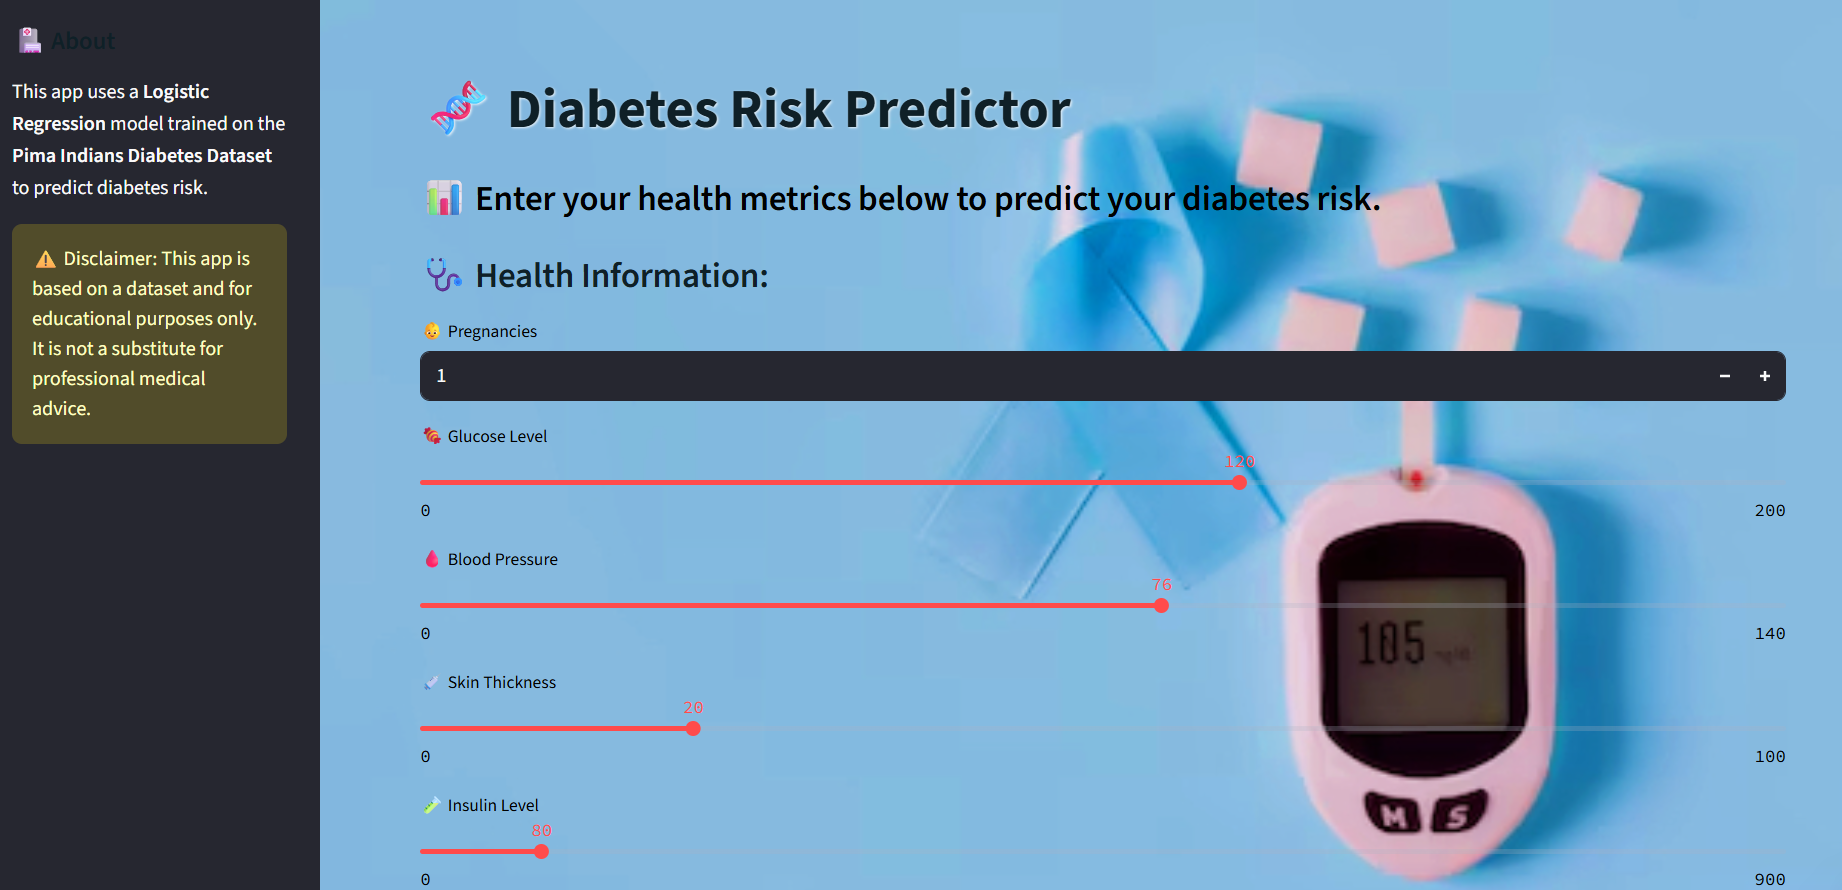 About
This app uses a Logistic
Regression model trained on the
Pima Indians Diabetes Dataset
to predict diabetes risk.
Disclaimer: This app is
based on a dataset and for
educational purposes only.
It is not a substitute for
professional medical
advice.
Diabetes Risk Predictor
Enter your health metrics below to predict your diabetes risk.
Health Information:
Pregnancies
1 − +
Glucose Level
120
0 200
Blood Pressure
76
0 140
105
Skin Thickness
20
0 100
Insulin Level
M S
80
0 900